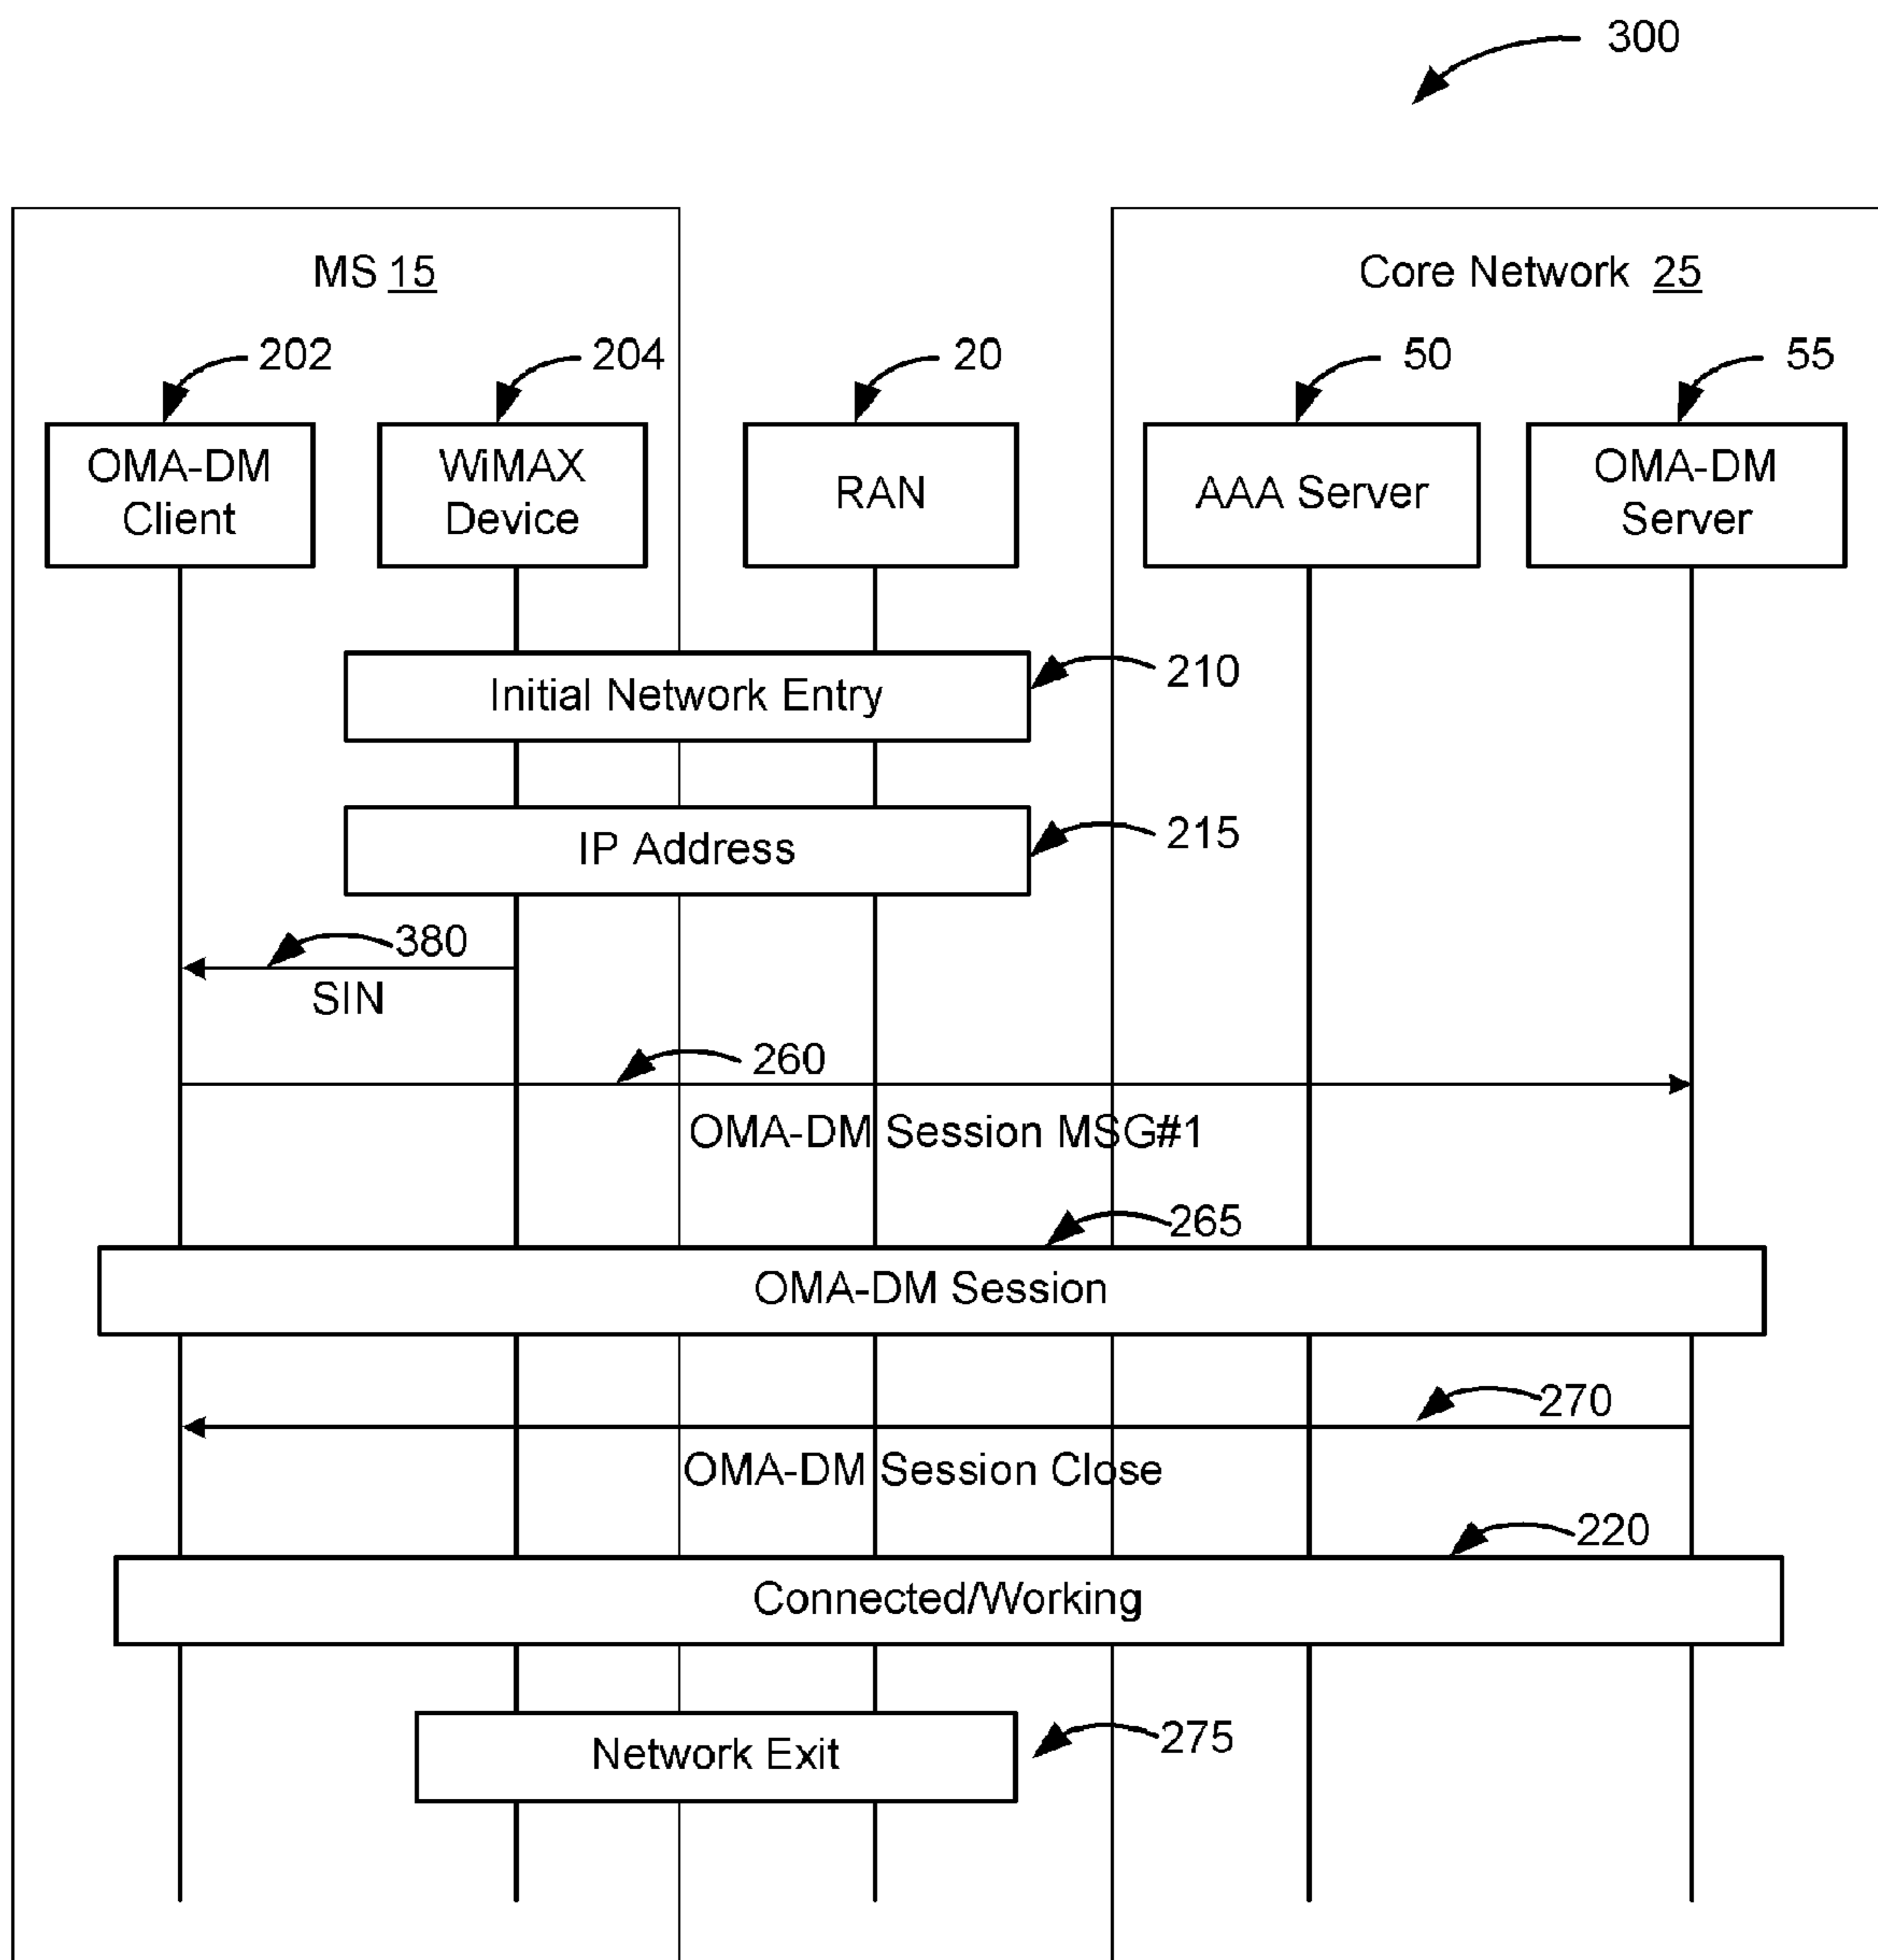 300
MS 15
Core Network 25
202
204
20
50
55
OMA-DM
Client
WiMAX
Device
RAN
AAA Server
OMA-DM
Server
Initial Network Entry
210
IP Address
215
380
SIN
260
OMA-DM Session MSG#1
265
OMA-DM Session
270
OMA-DM Session Close
220
Connected/Working
Network Exit
275